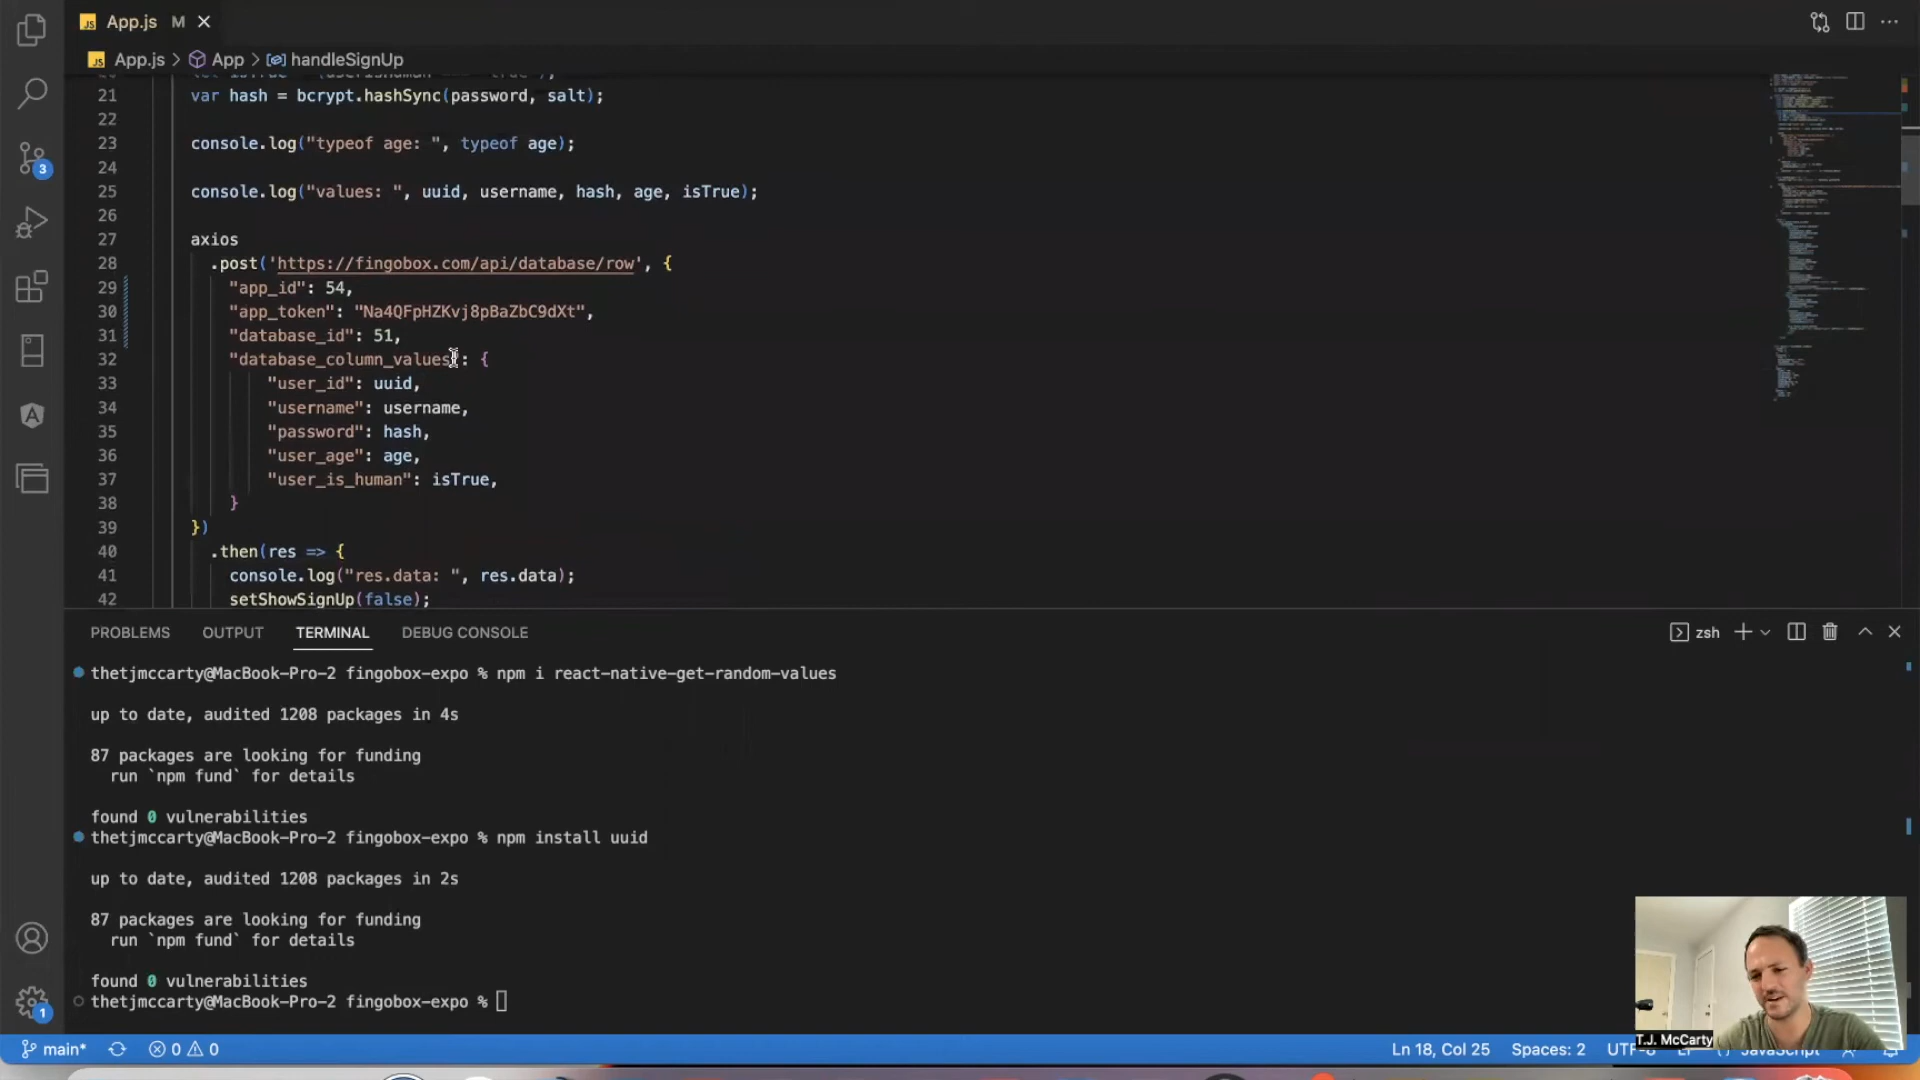 App.js M
App.js > App > handleSignUp
21 var hash = bcrypt.hashSync(password, salt);
22
23 console.log("typeof age: ", typeof age);
24
25 console.log("values: ", uuid, username, hash, age, isTrue);
26
27 axios
28 .post('https://fingobox.com/api/database/row', {
29 "app_id": 54,
30 "app_token": "Na4QFpHZKvj8pBaZbC9dXt",
31 "database_id": 51,
32 "database_column_values": {
33 "user_id": uuid,
34 "username": username,
35 "password": hash,
36 "user_age": age,
37 "user_is_human": isTrue,
38 }
39 })
40 .then(res => {
41 console.log("res.data: ", res.data);
42 setShowSignUp(false);
PROBLEMS OUTPUT TERMINAL DEBUG CONSOLE
zsh
thetjmccarty@MacBook-Pro-2 fingobox-expo % npm i react-native-get-random-values
up to date, audited 1208 packages in 4s
87 packages are looking for funding
run `npm fund` for details
found 0 vulnerabilities
thetjmccarty@MacBook-Pro-2 fingobox-expo % npm install uuid
up to date, audited 1208 packages in 2s
87 packages are looking for funding
run `npm fund` for details
found 0 vulnerabilities
thetjmccarty@MacBook-Pro-2 fingobox-expo %
3
1
T.J. McCarty
main* 0 0 Ln 18, Col 25 Spaces: 2 UTF-8 LF {} JavaScript